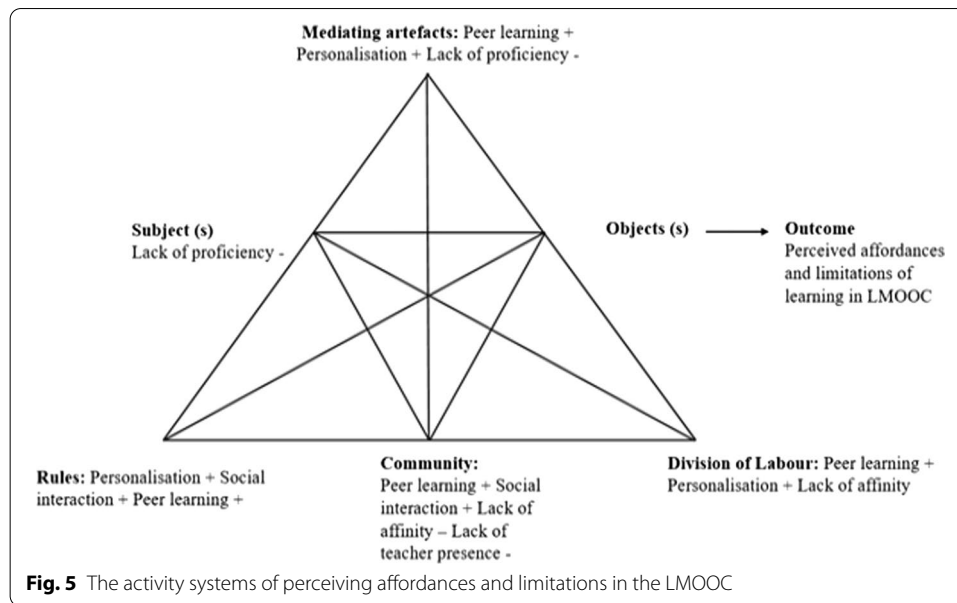 Mediating artefacts: Peer learning +
Personalisation + Lack of proficiency -
Subject (s)
Lack of proficiency -
Objects (s)
Outcome
Perceived affordances
and limitations of
learning in LMOOC
Rules: Personalisation + Social
interaction + Peer learning +
Community:
Peer learning + Social
interaction + Lack of
affinity – Lack of
teacher presence -
Division of Labour: Peer learning +
Personalisation + Lack of affinity
Fig. 5 The activity systems of perceiving affordances and limitations in the LMOOC